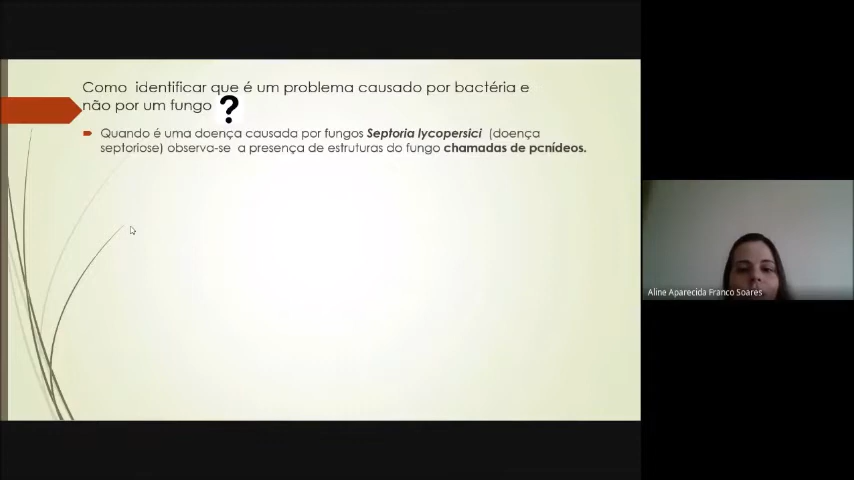 Como identificar que é um problema causado por bactéria e
não por um fungo ?
Quando é uma doença causada por fungos Septoria lycopersici (doença
septoriose) observa-se a presença de estruturas do fungo chamadas de pcnídeos.
Aline Aparecida Franco Soares